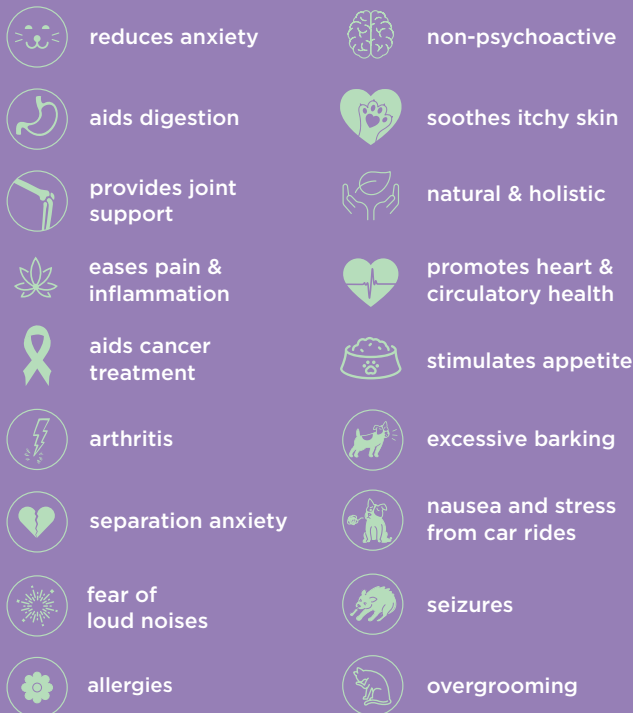 reduces anxiety
non-psychoactive
aids digestion
soothes itchy skin
provides joint
support
natural & holistic
eases pain &
inflammation
promotes heart &
circulatory health
aids cancer
treatment
stimulates appetite
arthritis
excessive barking
separation anxiety
nausea and stress
from car rides
fear of
loud noises
seizures
allergies
overgrooming